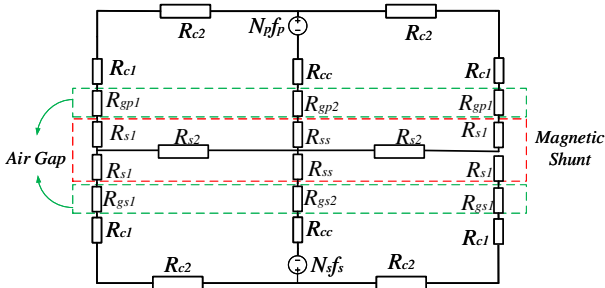 Rc2 Npfp Rc2
Rc1 Rcc Rc1
Rgp1 Rgp2 Rgp1
Rs1 Rs2 Rss Rs2 Rs1
Air Gap
Magnetic
Shunt
Rs1 Rss Rs1
Rgs1 Rgs2 Rgs1
Rc1 Rcc Rc1
Rc2 Nsfs Rc2